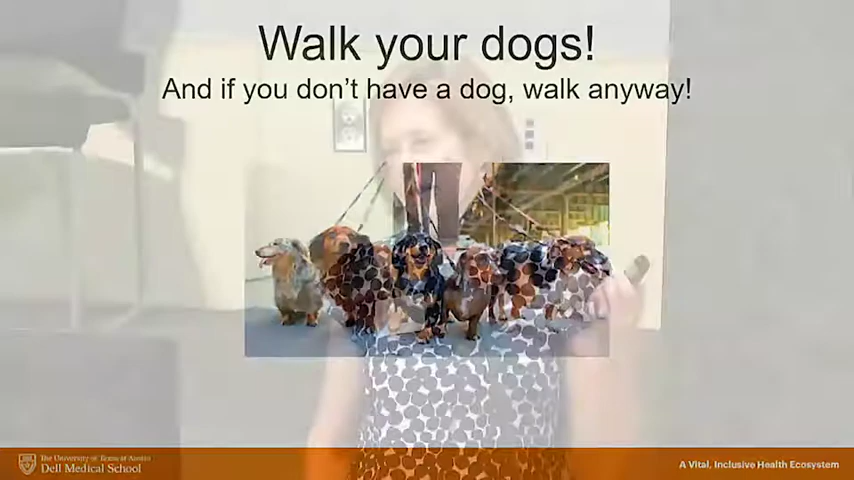 Walk your dogs!
And if you don't have a dog, walk anyway!
The University of Texas at Austin
Dell Medical School
A Vital, Inclusive Health Ecosystem